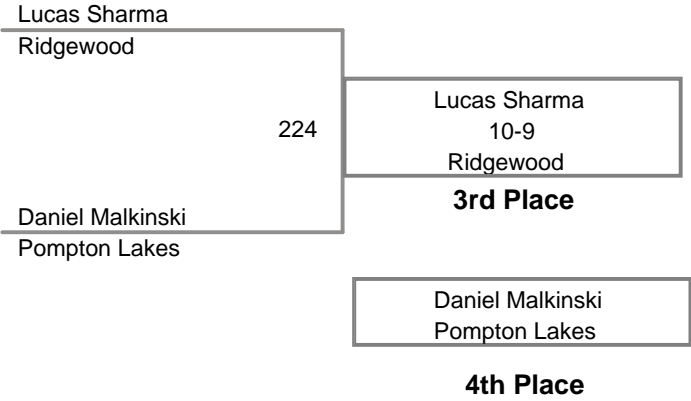 Lucas Sharma
Ridgewood
224
Lucas Sharma
10-9
Ridgewood
3rd Place
Daniel Malkinski
Pompton Lakes
Daniel Malkinski
Pompton Lakes
4th Place